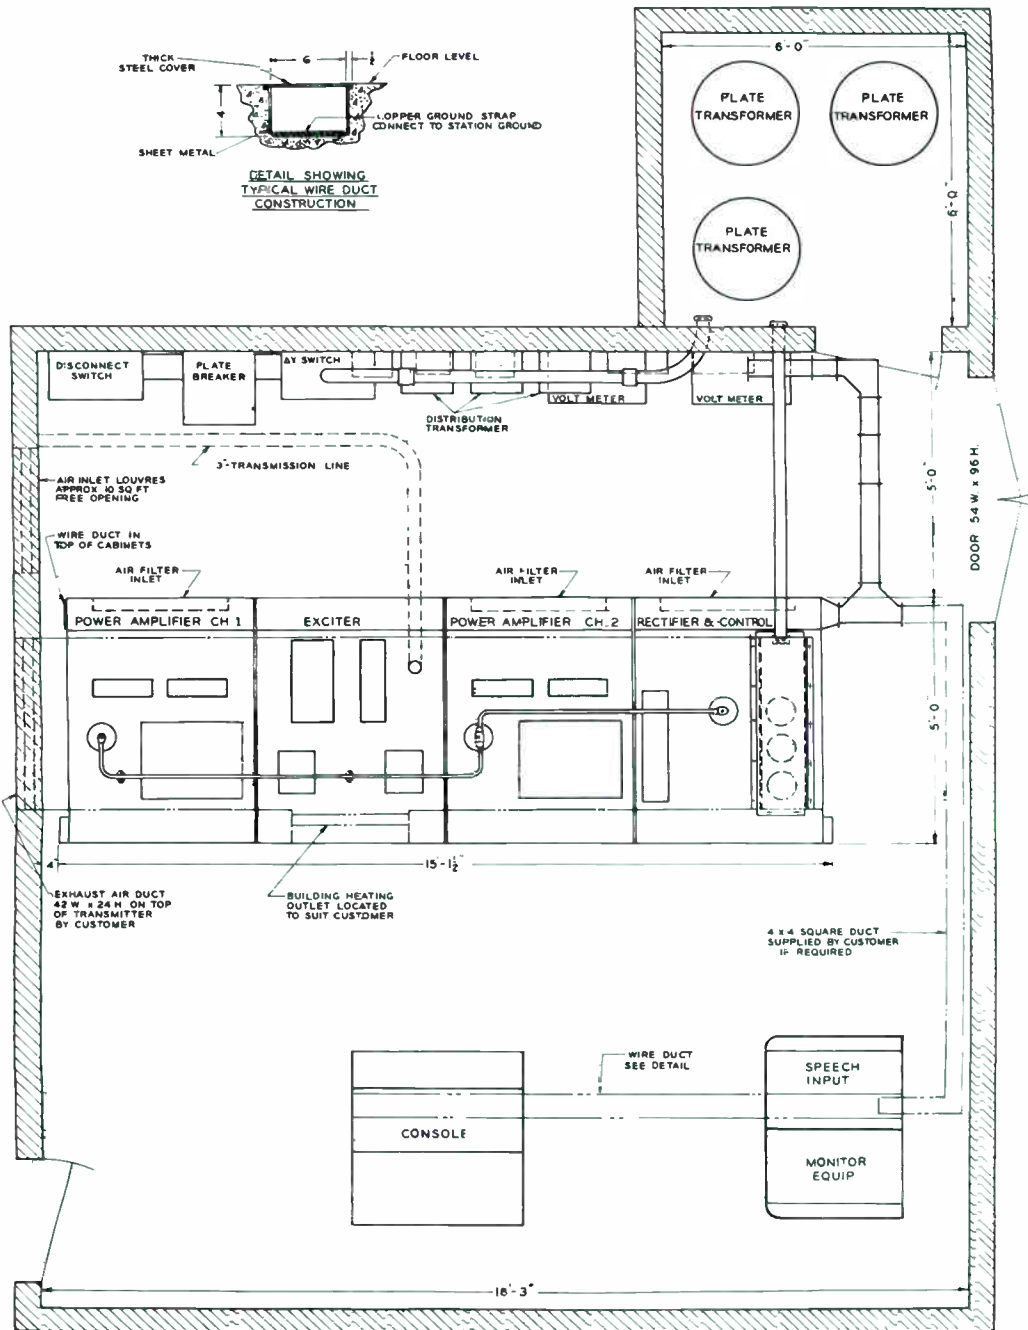 THICK
STEEL COVER
6
1/2
FLOOR LEVEL
4
COPPER GROUND STRAP
CONNECT TO STATION GROUND
SHEET METAL
DETAIL SHOWING
TYPICAL WIRE DUCT
CONSTRUCTION
6'-0"
PLATE
TRANSFORMER
PLATE
TRANSFORMER
6'-0"
PLATE
TRANSFORMER
DISCONNECT
SWITCH
PLATE
BREAKER
ΔY SWITCH
VOLT METER
VOLT METER
DISTRIBUTION
TRANSFORMER
3"-TRANSMISSION LINE
AIR INLET LOUVRES
APPROX 10 SQ FT
FREE OPENING
5'-0"
DOOR 54 W. x 96 H.
WIRE DUCT IN
TOP OF CABINETS
AIR FILTER
INLET
AIR FILTER
INLET
AIR FILTER
INLET
POWER AMPLIFIER CH 1
EXCITER
POWER AMPLIFIER CH. 2
RECTIFIER & CONTROL
5'-0"
4"
15'-1½"
EXHAUST AIR DUCT
42 W x 24 H ON TOP
OF TRANSMITTER
BY CUSTOMER
BUILDING HEATING
OUTLET LOCATED
TO SUIT CUSTOMER
4 x 4 SQUARE DUCT
SUPPLIED BY CUSTOMER
IF REQUIRED
WIRE DUCT
SEE DETAIL
SPEECH
INPUT
CONSOLE
MONITOR
EQUIP
18'-3"